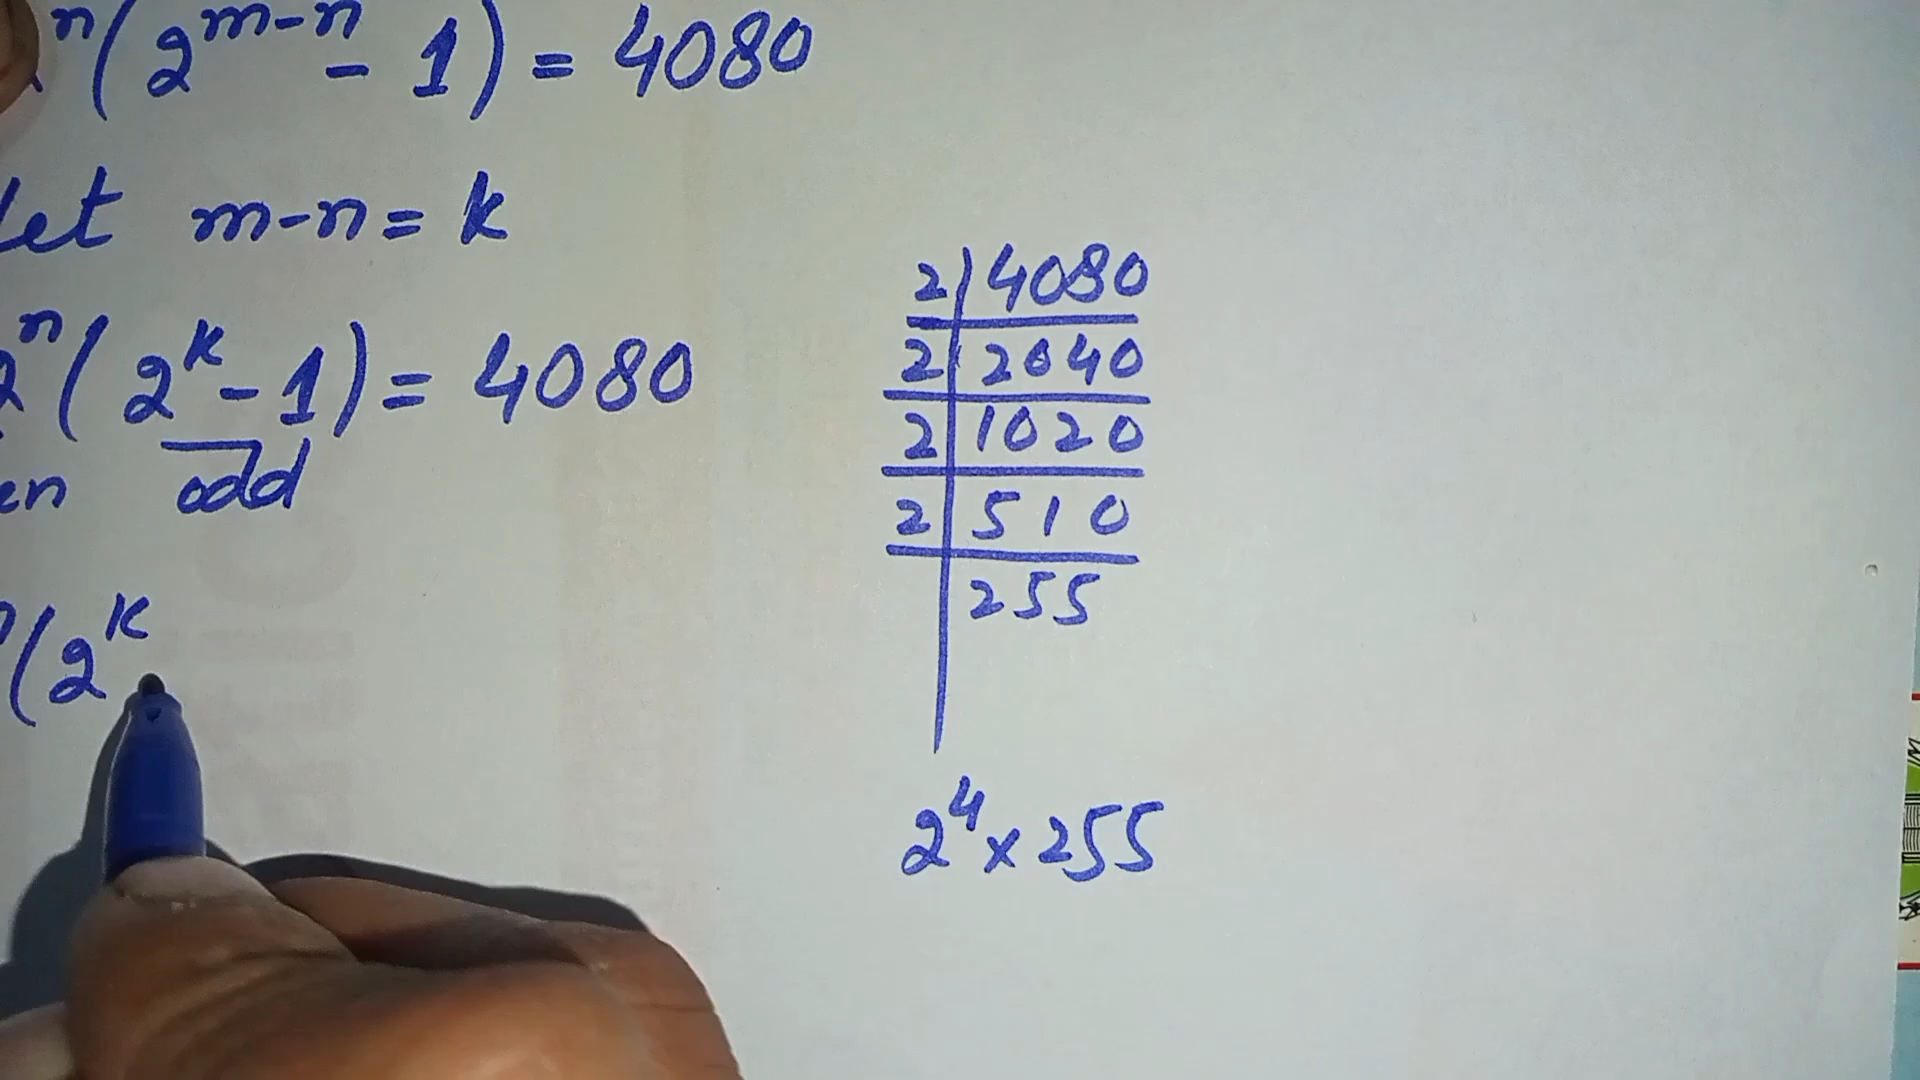 n(2^m-n - 1) = 4080
let m-n = k
2^n(2^k - 1) = 4080
en odd
(2^k
2 | 4080
2 | 2040
2 | 1020
2 | 510
255
2^4 x 255